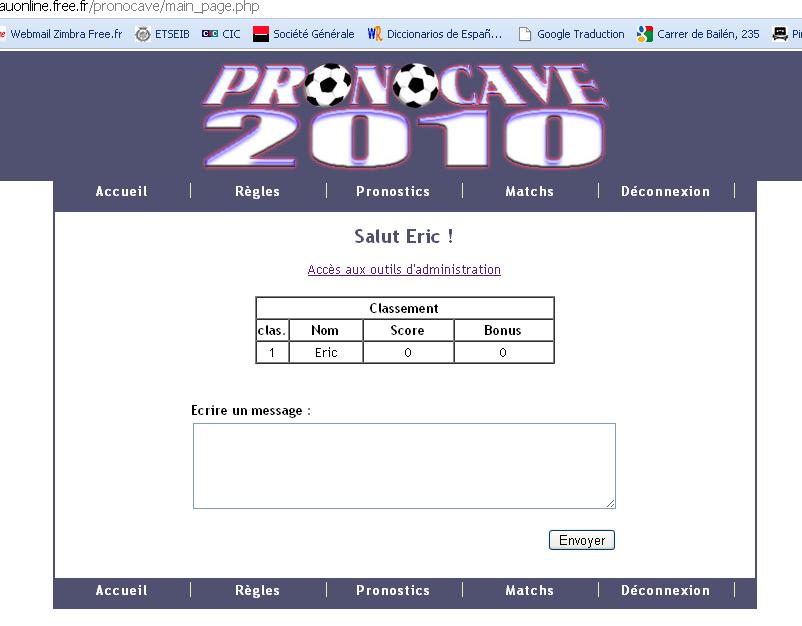 auonline.free.fr/pronocave/main_page.php
Webmail Zimbra Free.fr ETSEIB CIC Société Générale Diccionarios de Españ... Google Traduction Carrer de Bailén, 235
PRONOCAVE
2010
Accueil Règles Pronostics Matchs Déconnexion
Salut Eric !
Accès aux outils d'administration
Classement
clas. Nom Score Bonus
1 Eric 0 0
Ecrire un message :
Envoyer
Accueil Règles Pronostics Matchs Déconnexion